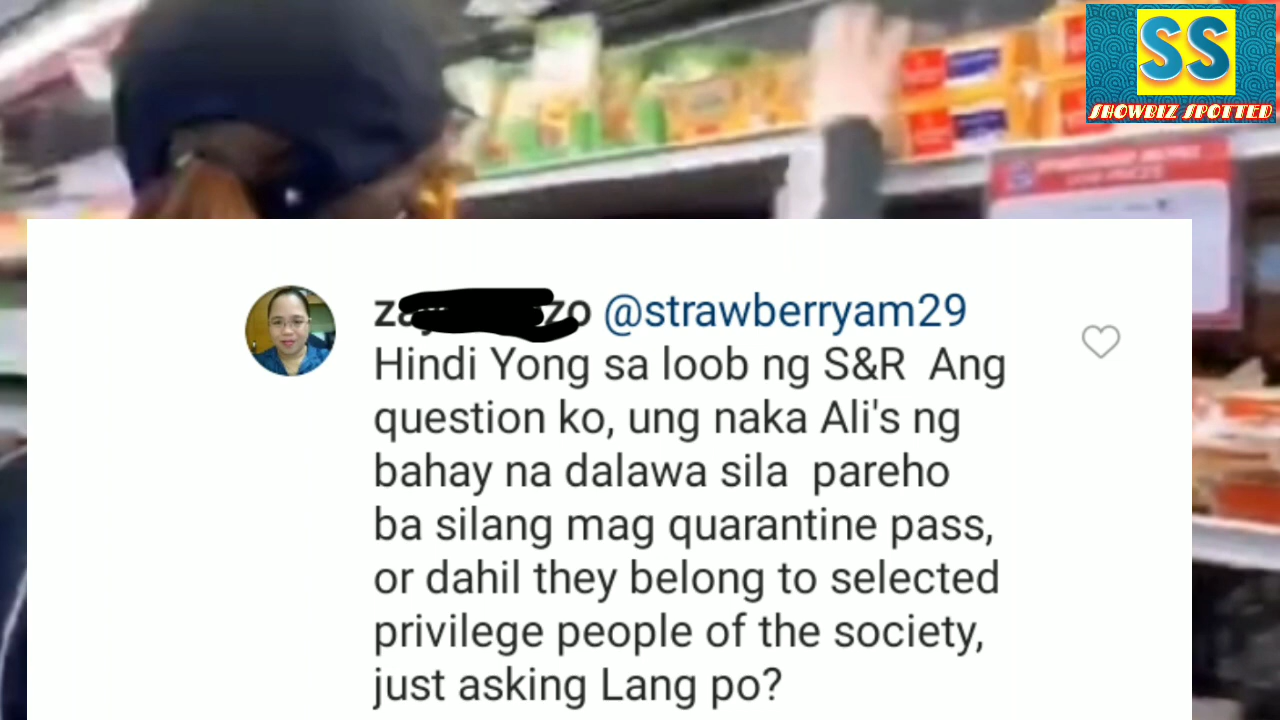 SS
SHOWBIZ SPOTTED
@strawberryam29
Hindi Yong sa loob ng S&R Ang
question ko, ung naka Ali's ng
bahay na dalawa sila pareho
ba silang mag quarantine pass,
or dahil they belong to selected
privilege people of the society,
just asking Lang po?